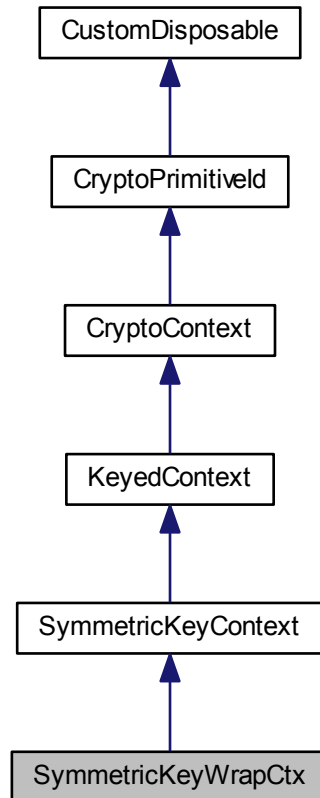 CustomDisposable
CryptoPrimitiveId
CryptoContext
KeyedContext
SymmetricKeyContext
SymmetricKeyWrapCtx